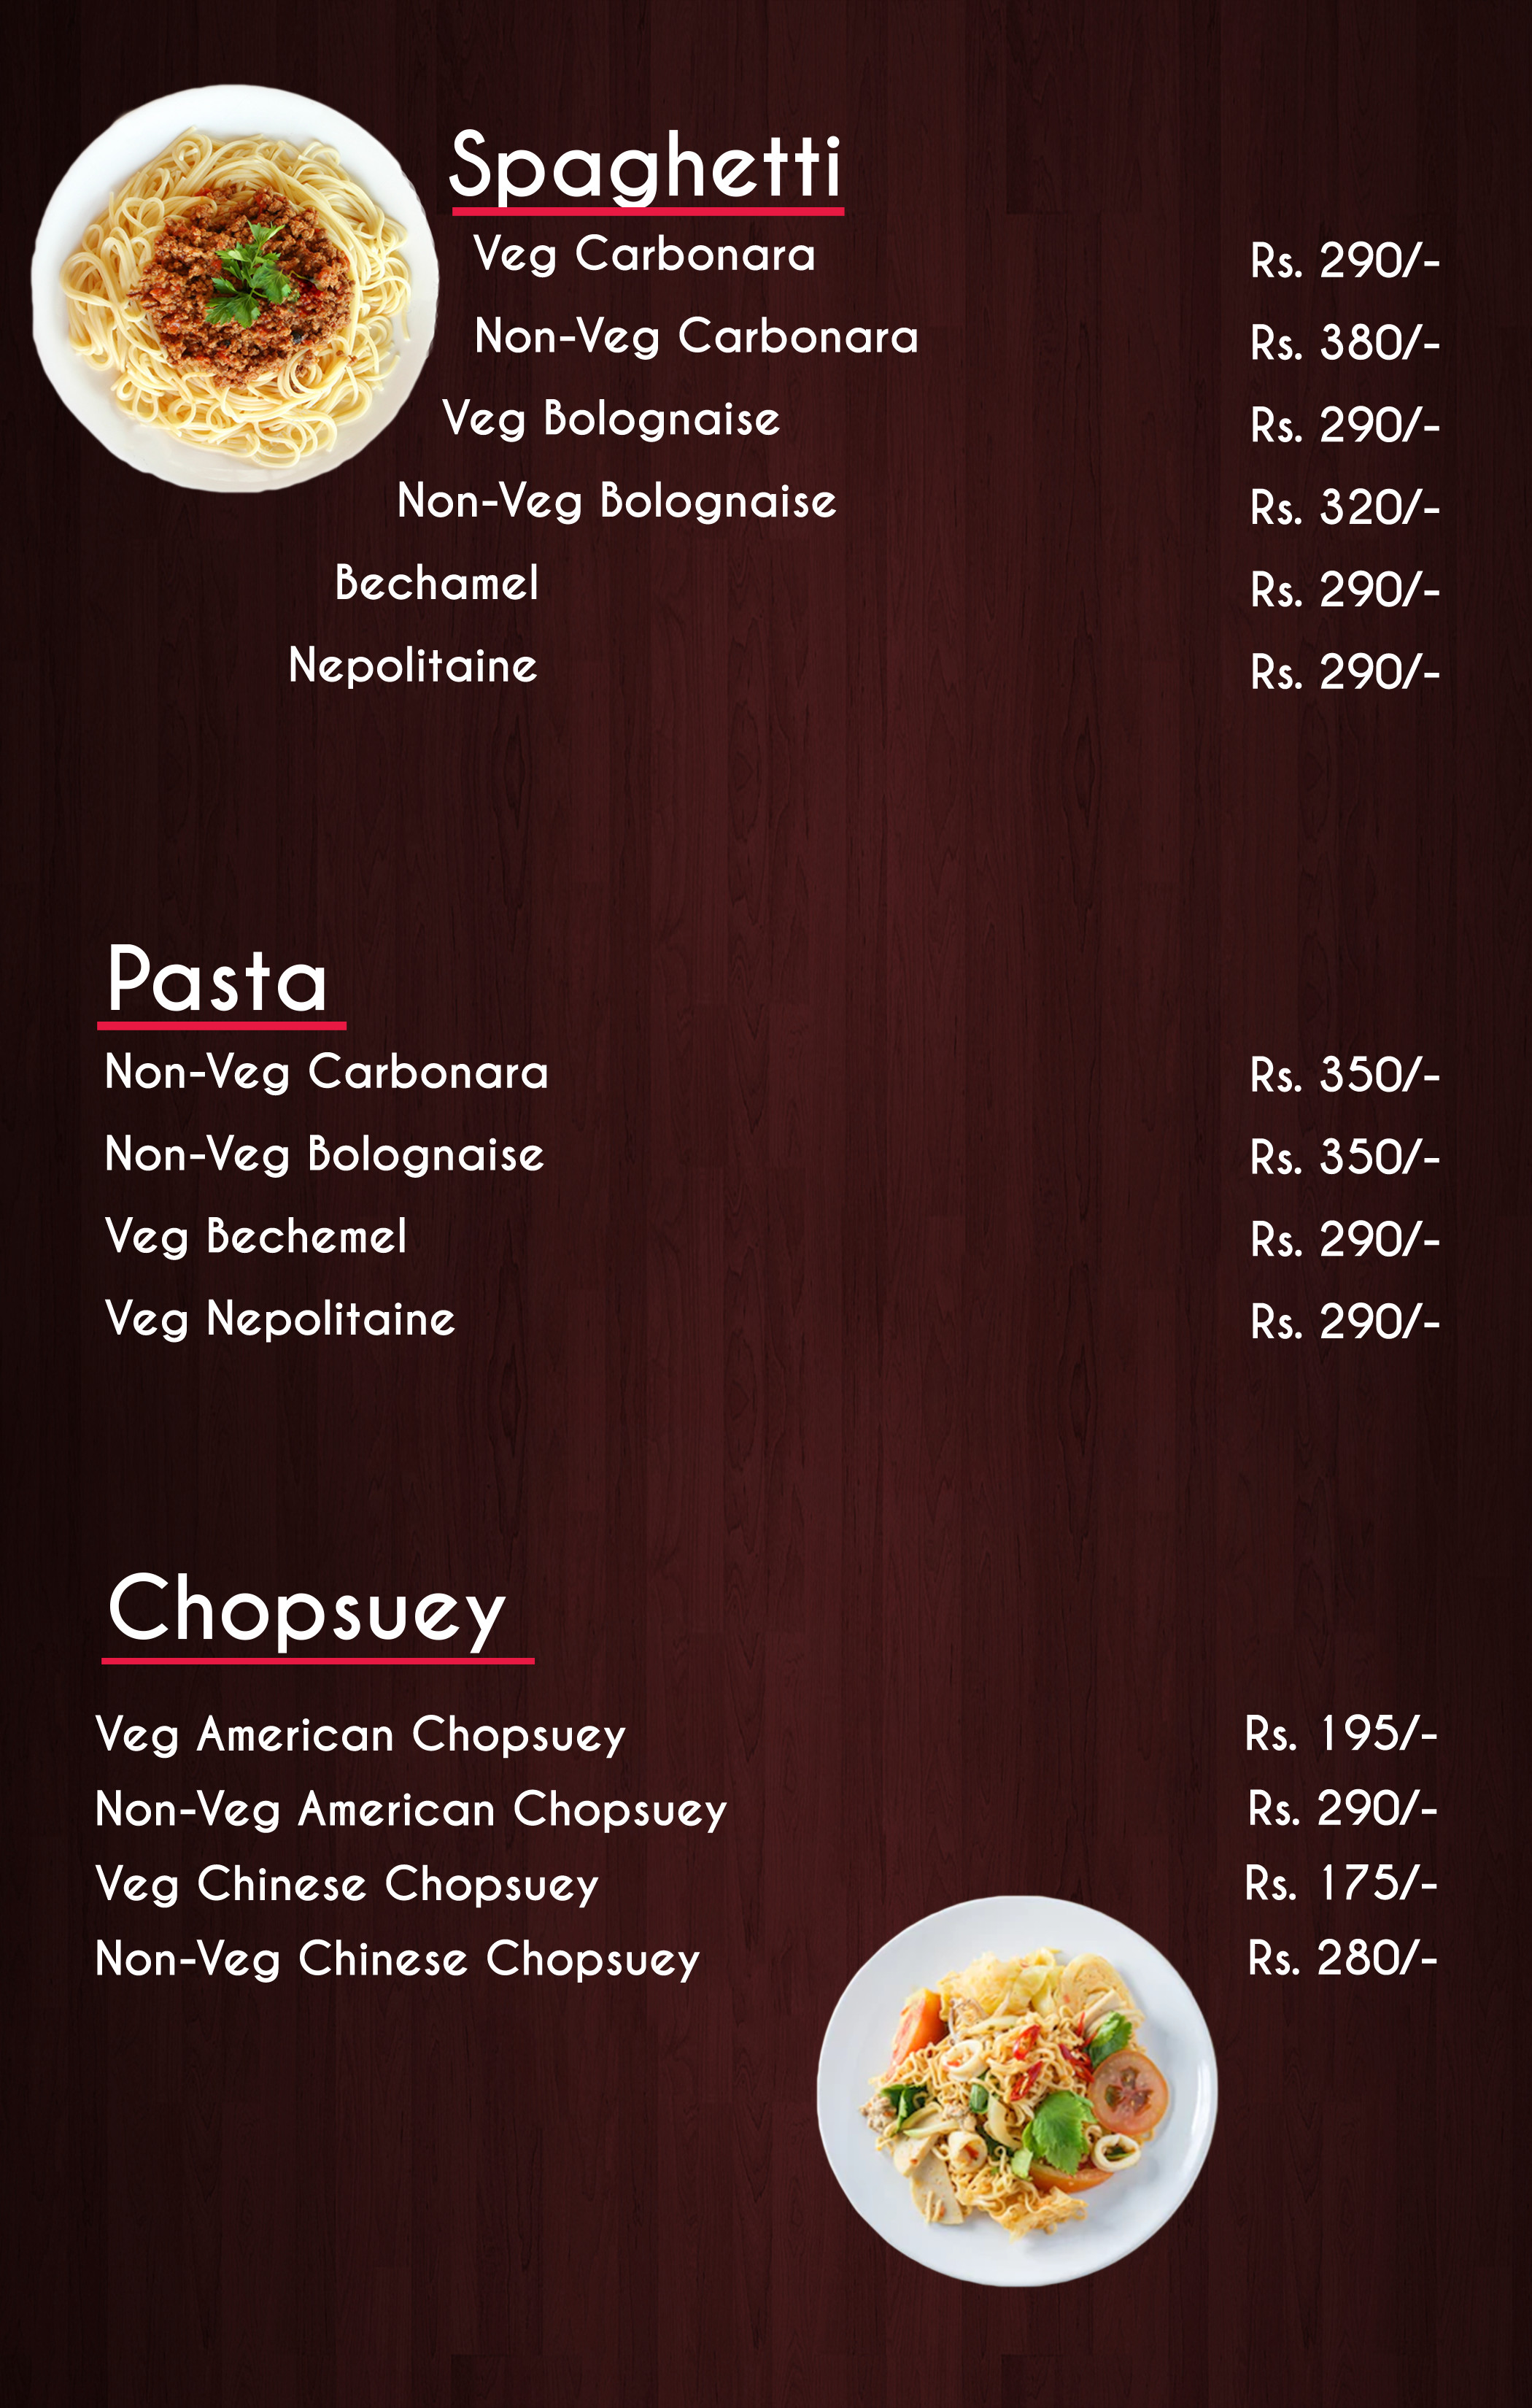 Spaghetti
Veg Carbonara Rs. 290/-
Non-Veg Carbonara Rs. 380/-
Veg Bolognaise Rs. 290/-
Non-Veg Bolognaise Rs. 320/-
Bechamel Rs. 290/-
Nepolitaine Rs. 290/-
Pasta
Non-Veg Carbonara Rs. 350/-
Non-Veg Bolognaise Rs. 350/-
Veg Bechemel Rs. 290/-
Veg Nepolitaine Rs. 290/-
Chopsuey
Veg American Chopsuey Rs. 195/-
Non-Veg American Chopsuey Rs. 290/-
Veg Chinese Chopsuey Rs. 175/-
Non-Veg Chinese Chopsuey Rs. 280/-